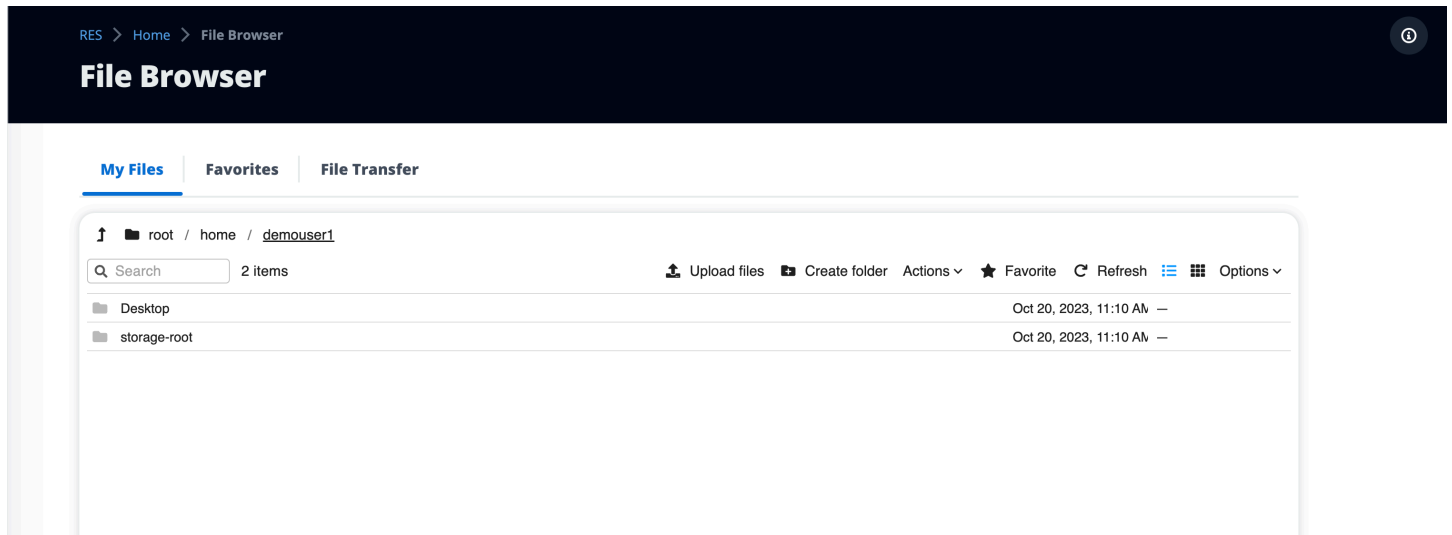 RES > Home > File Browser
File Browser
My Files Favorites File Transfer
root / home / demouser1
Search 2 items Upload files Create folder Actions Favorite Refresh Options
Desktop Oct 20, 2023, 11:10 AM —
storage-root Oct 20, 2023, 11:10 AM —